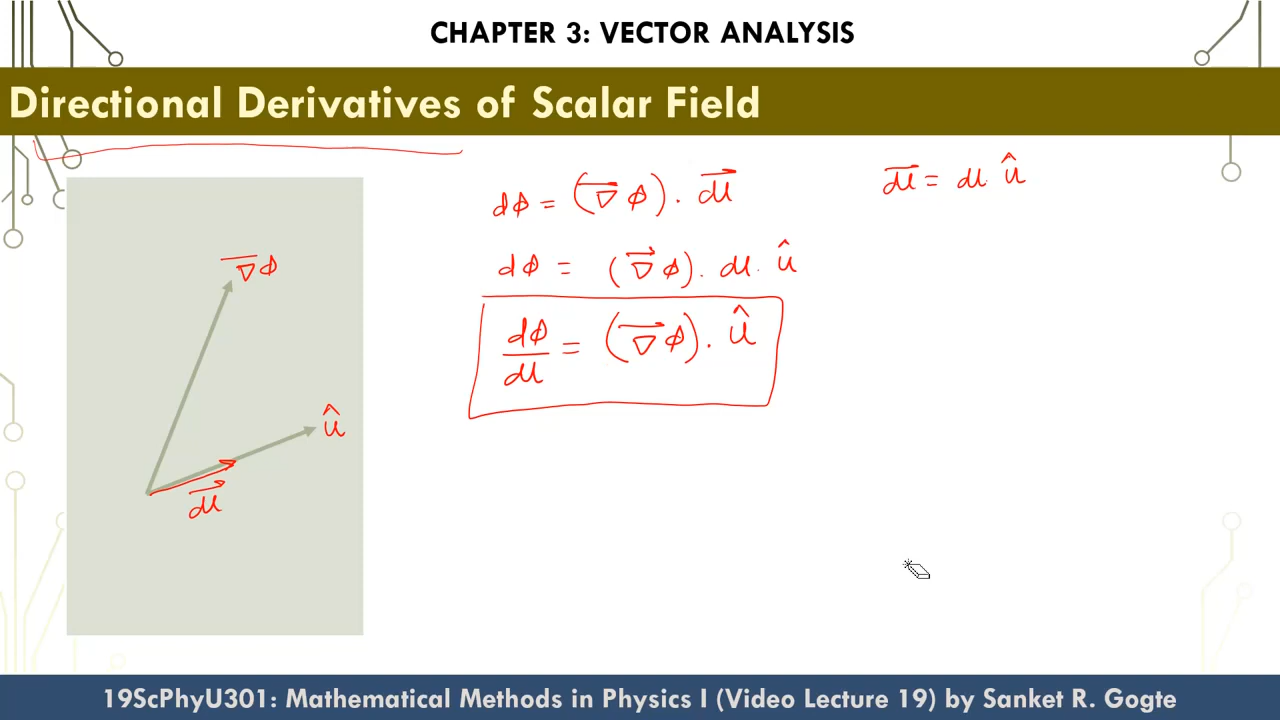 CHAPTER 3: VECTOR ANALYSIS
Directional Derivatives of Scalar Field
dϕ = (∇⃗ ϕ) · dl⃗
dl⃗ = dl · û
dϕ = (∇⃗ ϕ) · dl · û
dϕ/dl = (∇⃗ ϕ) · û
∇⃗ϕ
û
dl⃗
19ScPhyU301: Mathematical Methods in Physics I (Video Lecture 19) by Sanket R. Gogte